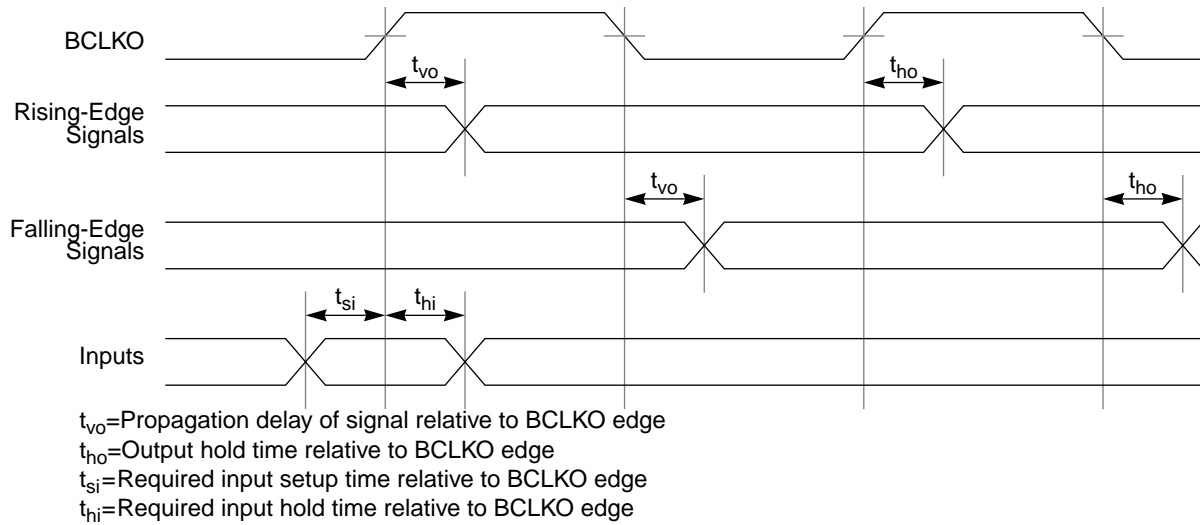 BCLKO
t_vo
t_ho
Rising-Edge
Signals
t_vo
t_ho
Falling-Edge
Signals
t_si
t_hi
Inputs
t_vo=Propagation delay of signal relative to BCLKO edge
t_ho=Output hold time relative to BCLKO edge
t_si=Required input setup time relative to BCLKO edge
t_hi=Required input hold time relative to BCLKO edge